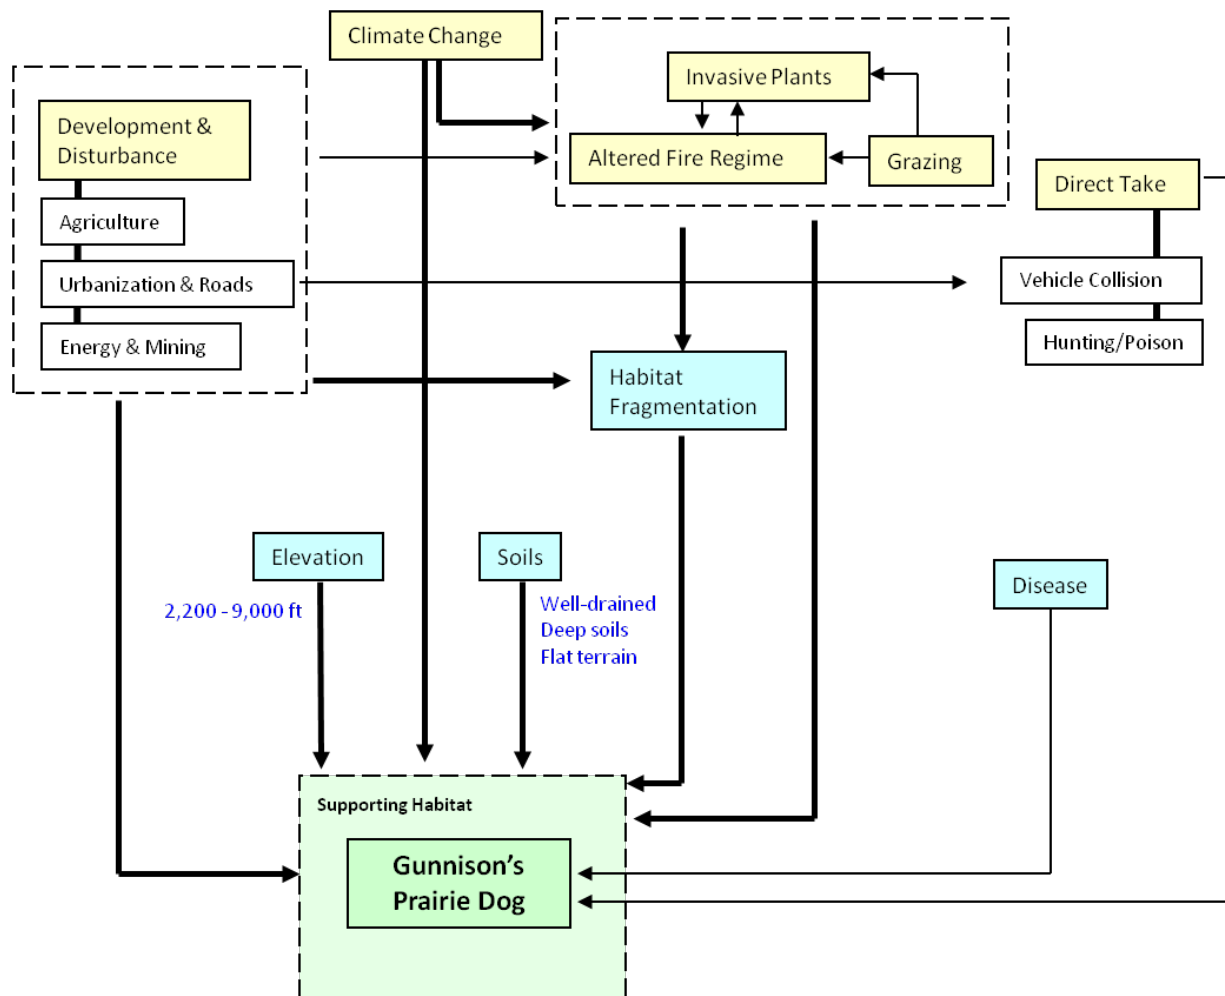 Climate Change
Invasive Plants
Development &
Disturbance
Altered Fire Regime
Grazing
Direct Take
Agriculture
Urbanization & Roads
Vehicle Collision
Energy & Mining
Hunting/Poison
Habitat
Fragmentation
Elevation
Soils
Disease
2,200 - 9,000 ft
Well-drained
Deep soils
Flat terrain
Supporting Habitat
Gunnison's
Prairie Dog